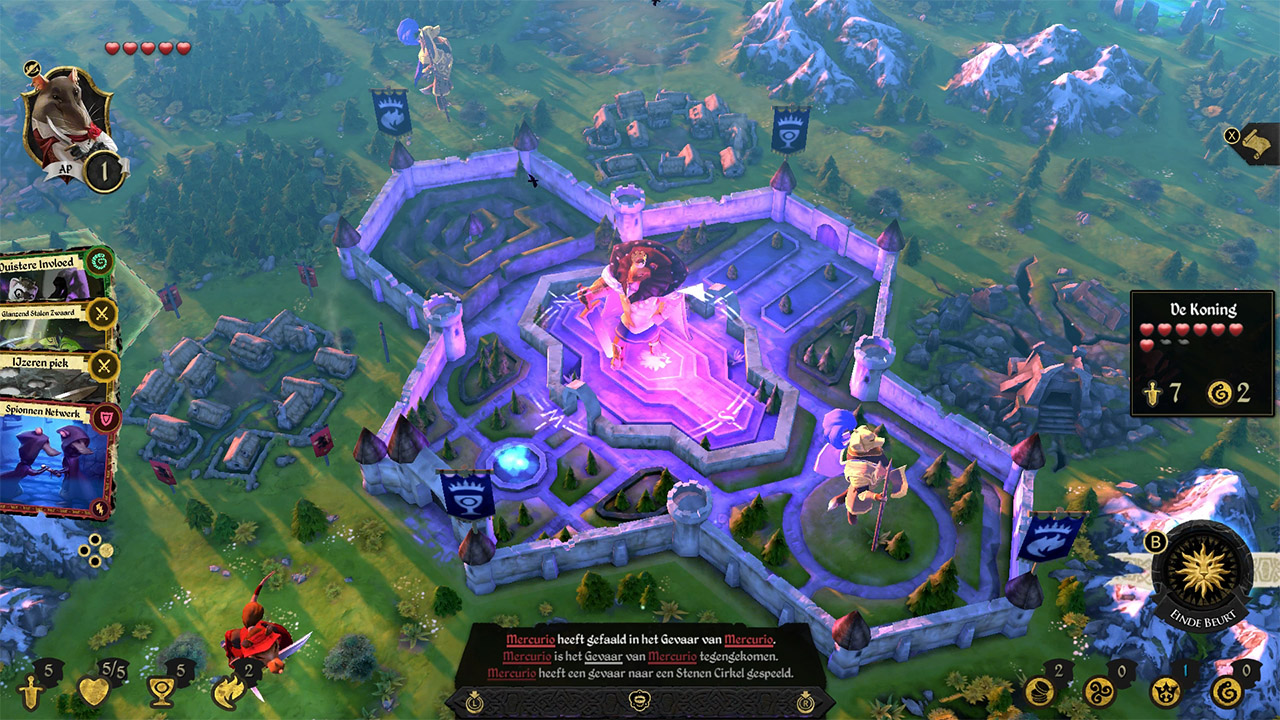 AP 1
X
Duistere Invloed
Glanzend Stalen Zwaard
IJzeren piek
Spionnen Netwerk
De Koning
7 2
M
S
B
EINDE BEURT
Mercurio heeft gefaald in het Gevaar van Mercurio.
Mercurio is het Gevaar van Mercurio tegengekomen.
Mercurio heeft een gevaar naar een Stenen Cirkel gespeeld.
5 5/5 5 2
2 0 1 0
L R